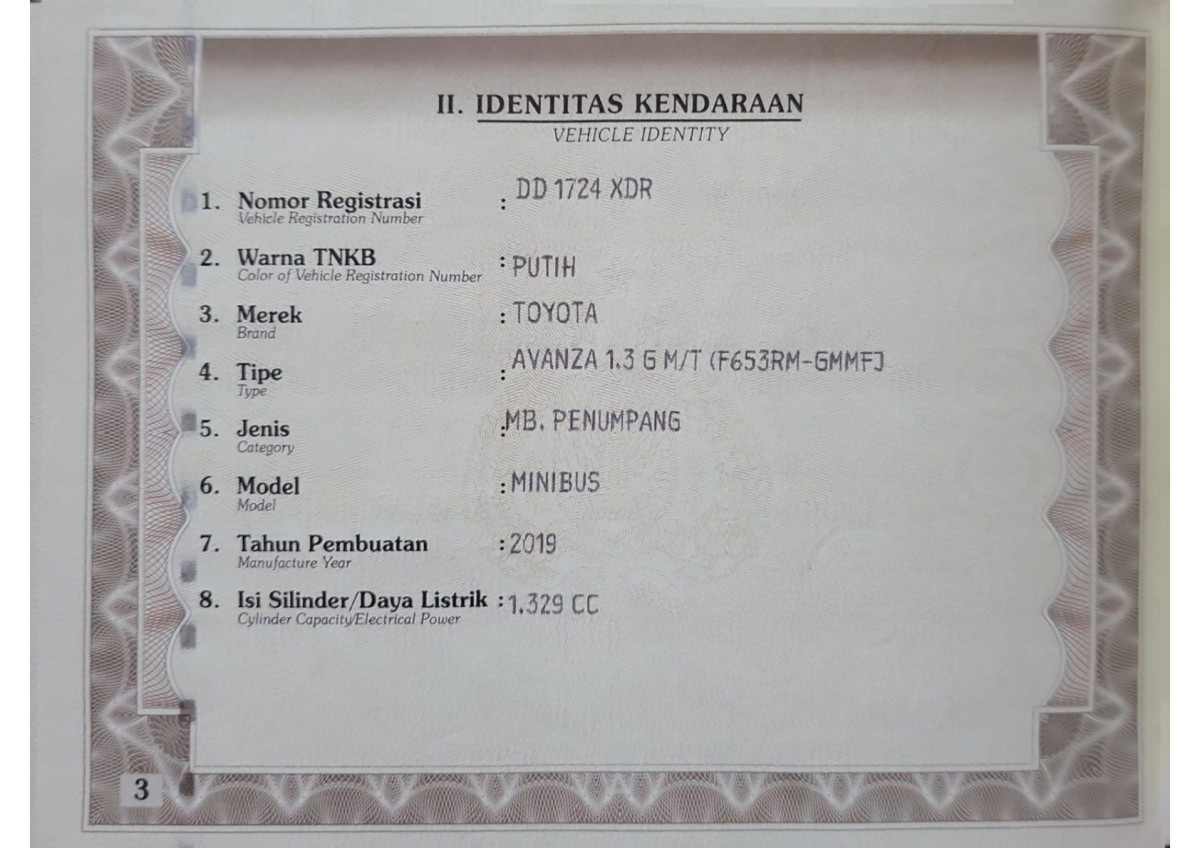 II. IDENTITAS KENDARAAN
VEHICLE IDENTITY
1. Nomor Registrasi : DD 1724 XDR
Vehicle Registration Number
2. Warna TNKB : PUTIH
Color of Vehicle Registration Number
3. Merek : TOYOTA
Brand
4. Tipe : AVANZA 1.3 G M/T (F653RM-GMMFJ
Type
5. Jenis : MB. PENUMPANG
Category
6. Model : MINIBUS
Model
7. Tahun Pembuatan : 2019
Manufacture Year
8. Isi Silinder/Daya Listrik : 1.329 CC
Cylinder Capacity/Electrical Power
3